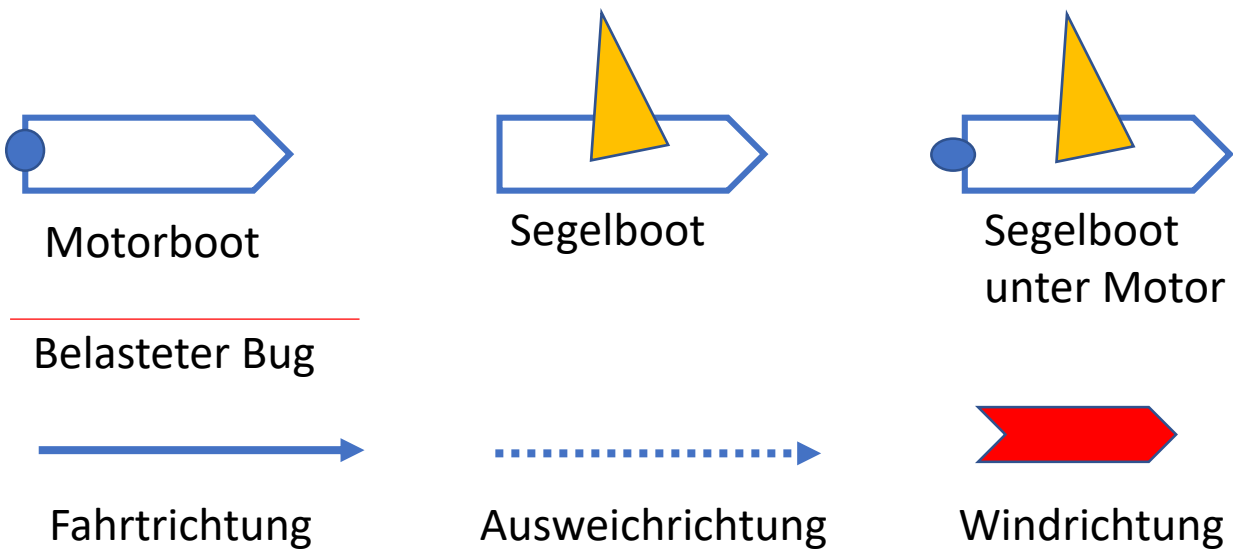 Motorboot
Segelboot
Segelboot
unter Motor
Belasteter Bug
Fahrtrichtung
Ausweichrichtung
Windrichtung